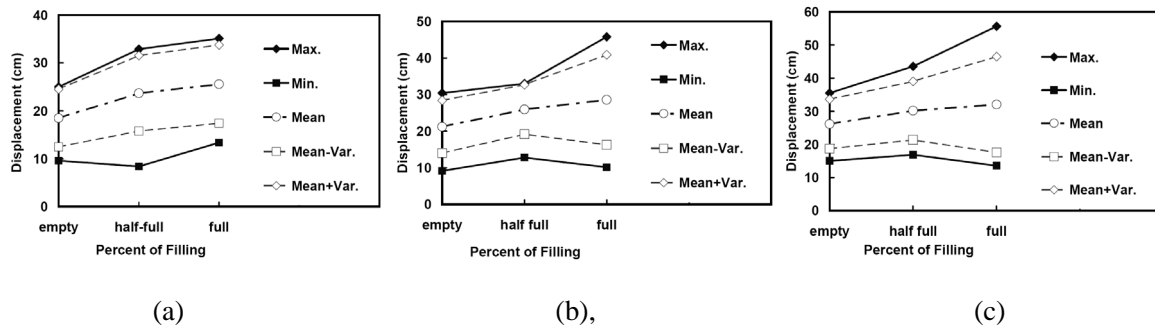 40
30
20
10
0
Displacement (cm)
empty half-full full
Percent of Filling
Max.
Min.
Mean
Mean-Var.
Mean+Var.
(a)
50
40
30
20
10
0
Displacement (cm)
empty half full full
Percent of Filling
Max.
Min.
Mean
Mean-Var.
Mean+Var.
(b),
60
50
40
30
20
10
0
Displacement (cm)
empty half full full
Percent of Filling
Max.
Min.
Mean
Mean-Var.
Mean+Var.
(c)